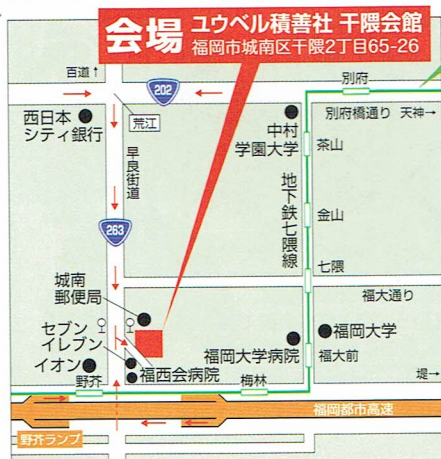 会場 ユウベル積善社 干隈会館
福岡市城南区干隈2丁目65-26
百道↑
202
別府
別府橋通り 天神→
西日本
シティ銀行
荒江
中村
学園大学
茶山
早良街道
地下鉄七隈線
263
金山
七隈
城南
郵便局
福大通り
セブン
イレブン
福岡大学病院
福岡大学
イオン
福西会病院
福大前
野芥
梅林
堤→
福岡都市高速
野芥ランプ